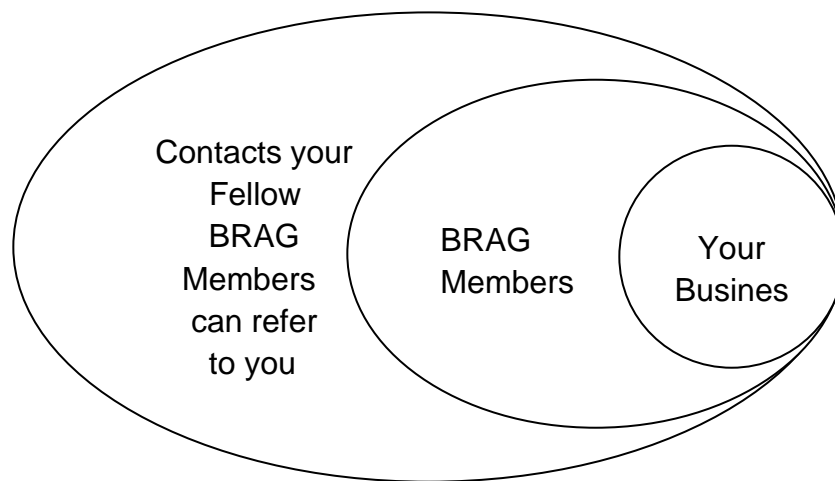 Contacts your
Fellow
BRAG
Members
can refer
to you
BRAG
Members
Your
Busines